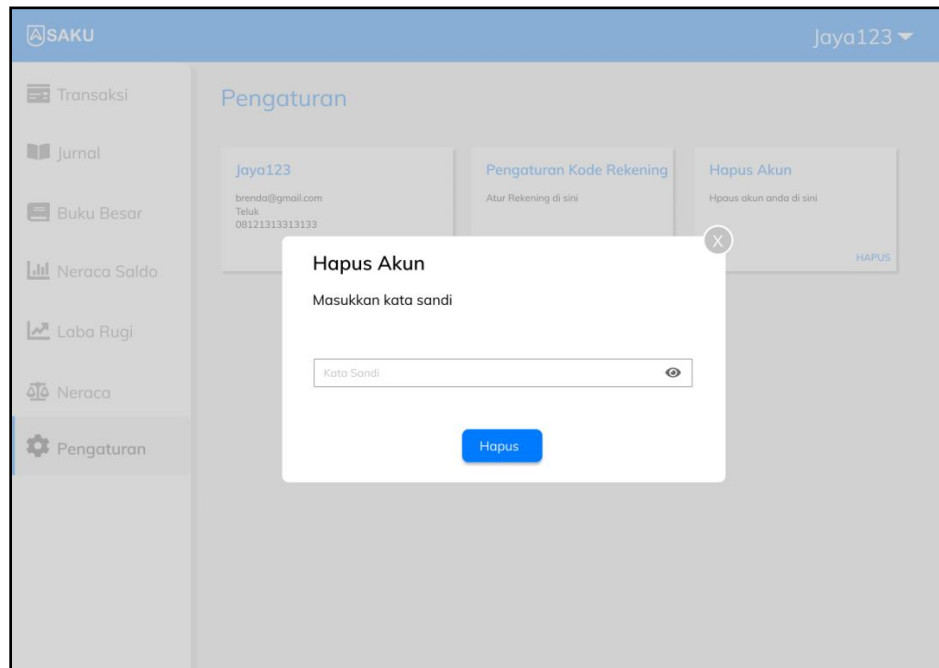 ASAKU
Jaya123
Transaksi
Jurnal
Buku Besar
Neraca Saldo
Laba Rugi
Neraca
Pengaturan
Pengaturan
Jaya123
brenda@gmail.com
Teluk
08121313313133
Pengaturan Kode Rekening
Atur Rekening di sini
Hapus Akun
Hpaus akun anda di sini
HAPUS
X
Hapus Akun
Masukkan kata sandi
Kata Sandi
Hapus